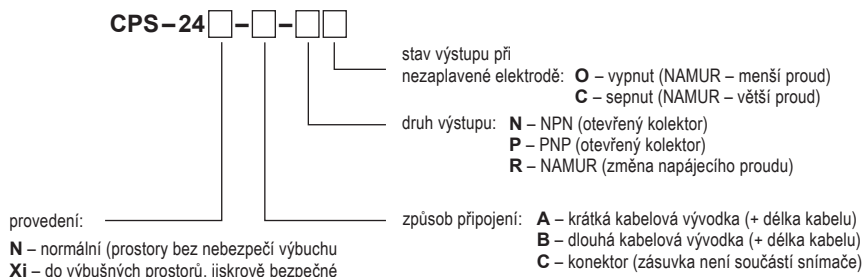 CPS–24 – –
stav výstupu při
nezaplavené elektrodě: O – vypnut (NAMUR – menší proud)
C – sepnut (NAMUR – větší proud)
druh výstupu: N – NPN (otevřený kolektor)
P – PNP (otevřený kolektor)
R – NAMUR (změna napájecího proudu)
provedení:
N – normální (prostory bez nebezpečí výbuchu
Xi – do výbušných prostorů, jiskrově bezpečné
způsob připojení: A – krátká kabelová vývodka (+ délka kabelu)
B – dlouhá kabelová vývodka (+ délka kabelu)
C – konektor (zásuvka není součástí snímače)